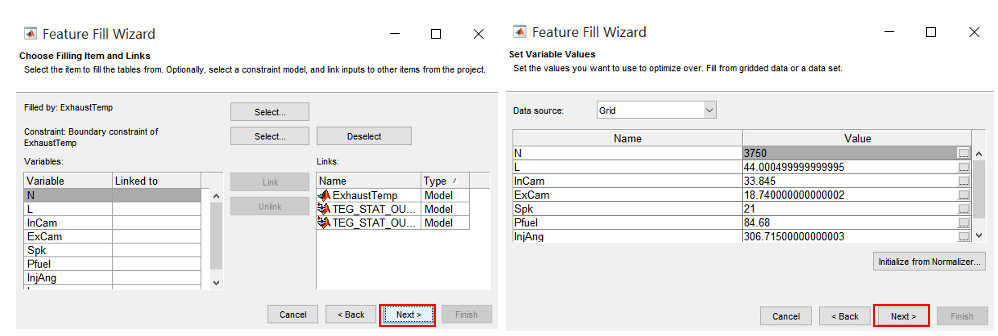 Feature Fill Wizard
Choose Filling Item and Links
Select the item to fill the tables from. Optionally, select a constraint model, and link inputs to other items from the project.
Filled by: ExhaustTemp
Select...
Constraint: Boundary constraint of
ExhaustTemp
Select...
Deselect
Variables:
Links:
Variable Linked to
N
L
InCam
ExCam
Spk
Pfuel
InjAng
Link
Unlink
Name Type
ExhaustTemp Model
TEG_STAT_OU... Model
TEG_STAT_OU... Model
Cancel
< Back
Next >
Finish
Feature Fill Wizard
Set Variable Values
Set the values you want to use to optimize over. Fill from gridded data or a data set.
Data source: Grid
Name Value
N 3750 ...
L 44.000499999999995 ...
InCam 33.845 ...
ExCam 18.740000000000002 ...
Spk 21 ...
Pfuel 84.68 ...
InjAng 306.71500000000003 ...
Initialize from Normalizer...
Cancel
< Back
Next >
Finish